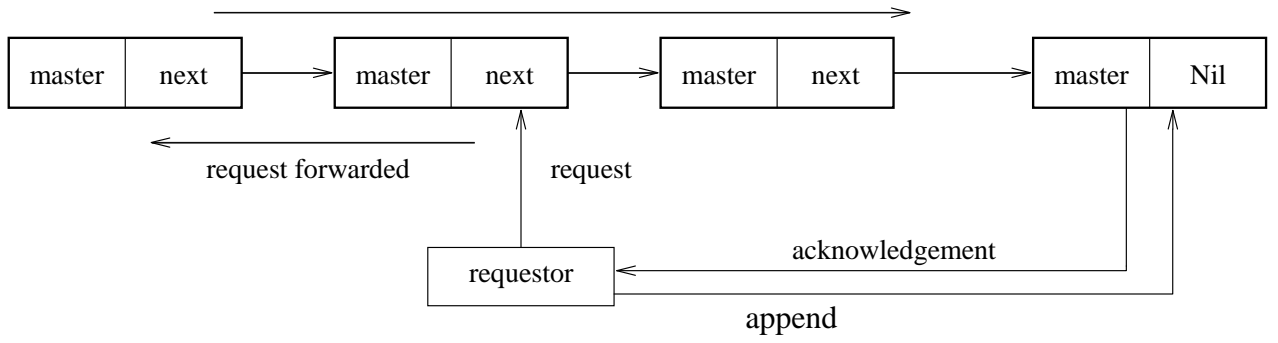 master next master next master next master Nil
request forwarded
request
acknowledgement
requestor
append